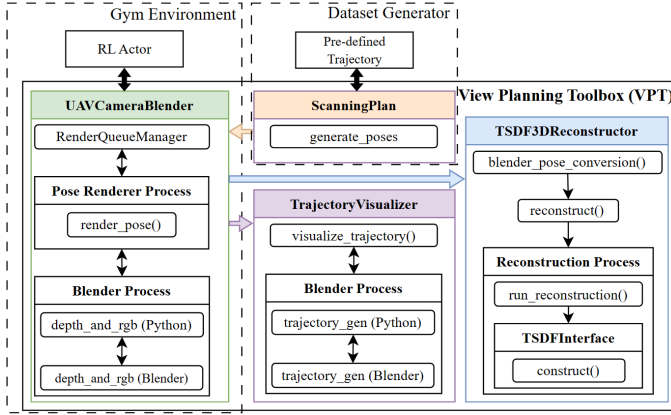 Gym Environment
Dataset Generator
RL Actor
Pre-defined
Trajectory
View Planning Toolbox (VPT)
UAVCameraBlender
RenderQueueManager
Pose Renderer Process
render_pose()
Blender Process
depth_and_rgb (Python)
depth_and_rgb (Blender)
ScanningPlan
generate_poses
TrajectoryVisualizer
visualize_trajectory()
Blender Process
trajectory_gen (Python)
trajectory_gen (Blender)
TSDF3DReconstructor
blender_pose_conversion()
reconstruct()
Reconstruction Process
run_reconstruction()
TSDFInterface
construct()